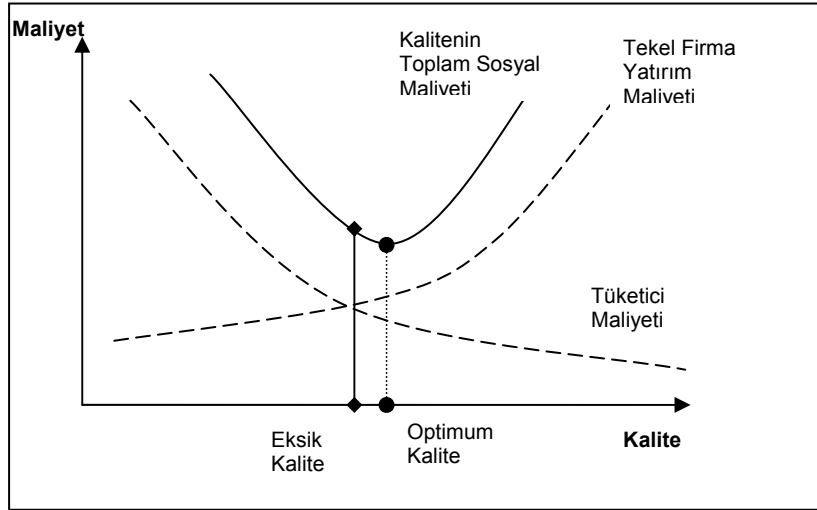 Maliyet
Kalitenin
Toplam Sosyal
Maliyeti
Tekel Firma
Yatırım
Maliyeti
Tüketici
Maliyeti
Eksik
Kalite
Optimum
Kalite
Kalite